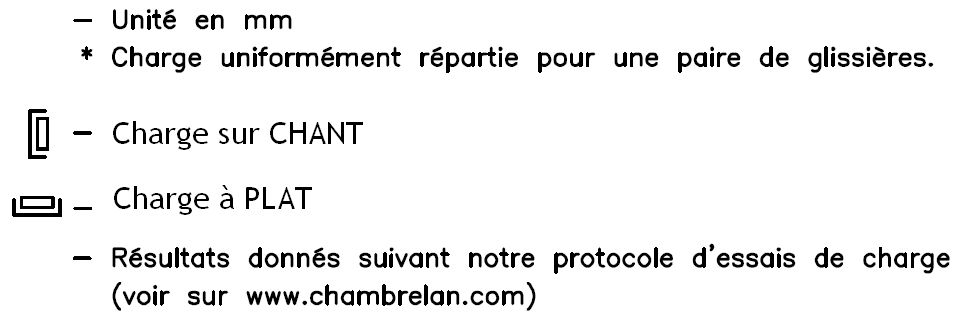 – Unité en mm
* Charge uniformément répartie pour une paire de glissières.
– Charge sur CHANT
– Charge à PLAT
– Résultats donnés suivant notre protocole d'essais de charge
(voir sur www.chambrelan.com)